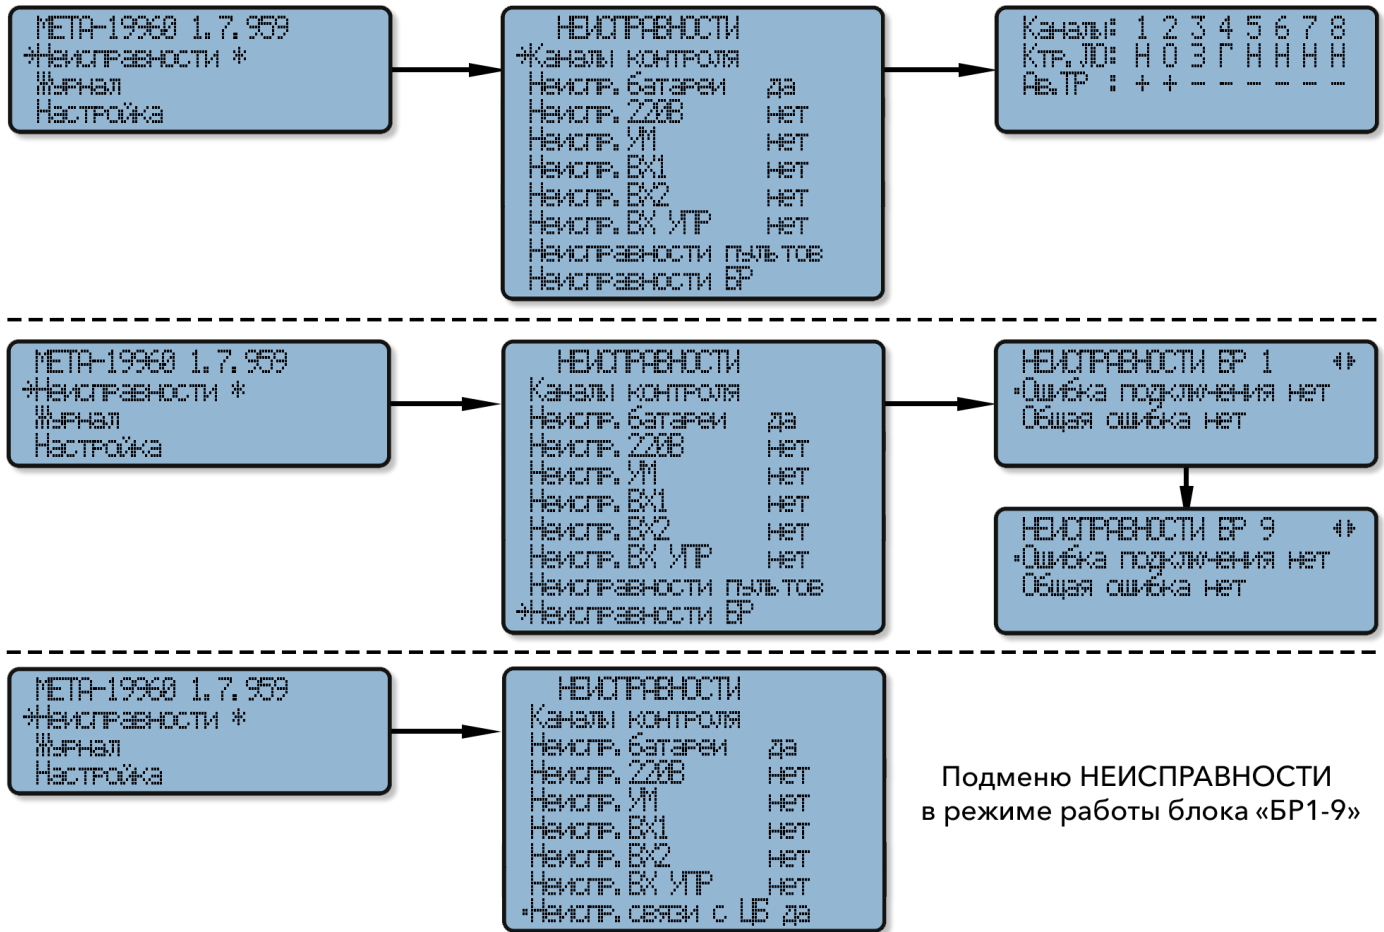 МЕТА-19960 1.7.959
→Неисправности *
Журнал
Настройка
НЕИСПРАВНОСТИ
→Каналы контроля
Неиспр. батареи да
Неиспр. 220В нет
Неиспр. УМ нет
Неиспр. ВХ1 нет
Неиспр. ВХ2 нет
Неиспр. ВХ УПР нет
Неисправности пультов
Неисправности БР
Каналы: 1 2 3 4 5 6 7 8
Ктр.ЛО: Н О З Г Н Н Н Н
Ав.ТР : + + - - - - - -
МЕТА-19960 1.7.959
→Неисправности *
Журнал
Настройка
НЕИСПРАВНОСТИ
Каналы контроля
Неиспр. батареи да
Неиспр. 220В нет
Неиспр. УМ нет
Неиспр. ВХ1 нет
Неиспр. ВХ2 нет
Неиспр. ВХ УПР нет
Неисправности пультов
→Неисправности БР
НЕИСПРАВНОСТИ БР 1
Ошибка подключения нет
Общая ошибка нет
НЕИСПРАВНОСТИ БР 9
Ошибка подключения нет
Общая ошибка нет
МЕТА-19960 1.7.959
→Неисправности *
Журнал
Настройка
НЕИСПРАВНОСТИ
Каналы контроля
Неиспр. батареи да
Неиспр. 220В нет
Неиспр. УМ нет
Неиспр. ВХ1 нет
Неиспр. ВХ2 нет
Неиспр. ВХ УПР нет
Неиспр. связи с ЦБ да
Подменю НЕИСПРАВНОСТИ
в режиме работы блока «БР1-9»